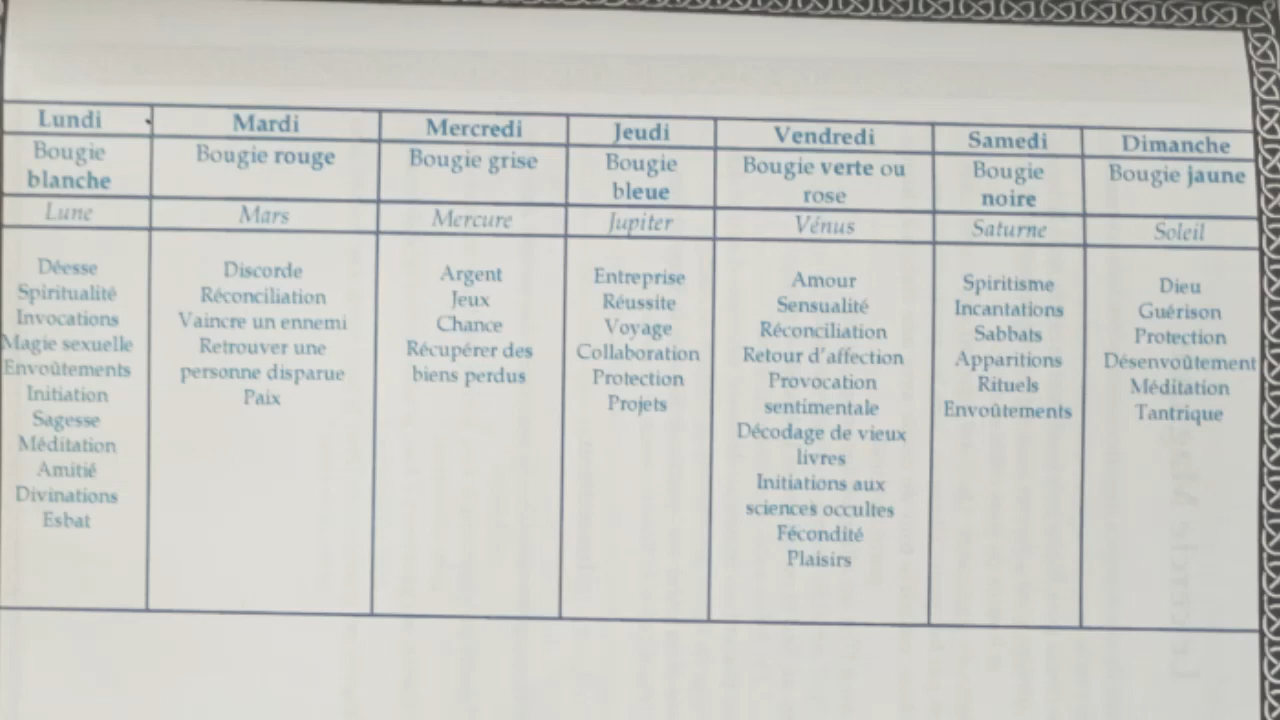 Lundi
Mardi
Mercredi
Jeudi
Vendredi
Samedi
Dimanche
Bougie
blanche
Bougie rouge
Bougie grise
Bougie
bleue
Bougie verte ou
rose
Bougie
noire
Bougie jaune
Lune
Mars
Mercure
Jupiter
Vénus
Saturne
Soleil
Déesse
Spiritualité
Invocations
Magie sexuelle
Envoûtements
Initiation
Sagesse
Méditation
Amitié
Divinations
Esbat
Discorde
Réconciliation
Vaincre un ennemi
Retrouver une
personne disparue
Paix
Argent
Jeux
Chance
Récupérer des
biens perdus
Entreprise
Réussite
Voyage
Collaboration
Protection
Projets
Amour
Sensualité
Réconciliation
Retour d'affection
Provocation
sentimentale
Décodage de vieux
livres
Initiations aux
sciences occultes
Fécondité
Plaisirs
Spiritisme
Incantations
Sabbats
Apparitions
Rituels
Envoûtements
Dieu
Guérison
Protection
Désenvoûtement
Méditation
Tantrique